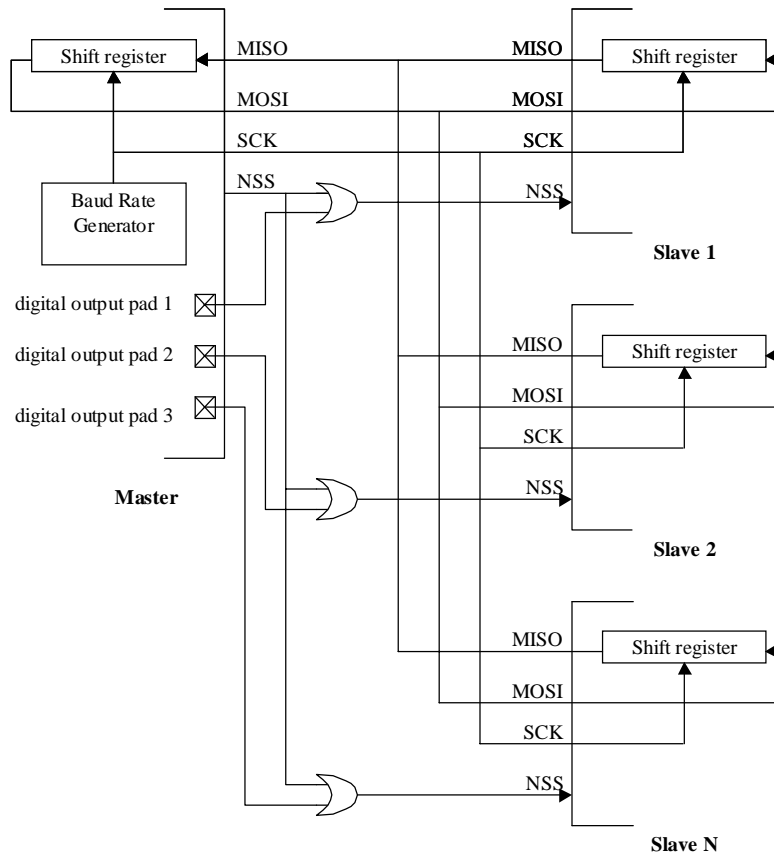 Shift register
MISO
MISO
Shift register
MOSI
MOSI
SCK
SCK
Baud Rate
Generator
NSS
NSS
Slave 1
digital output pad 1
digital output pad 2
digital output pad 3
Master
MISO
Shift register
MOSI
SCK
NSS
Slave 2
MISO
Shift register
MOSI
SCK
NSS
Slave N